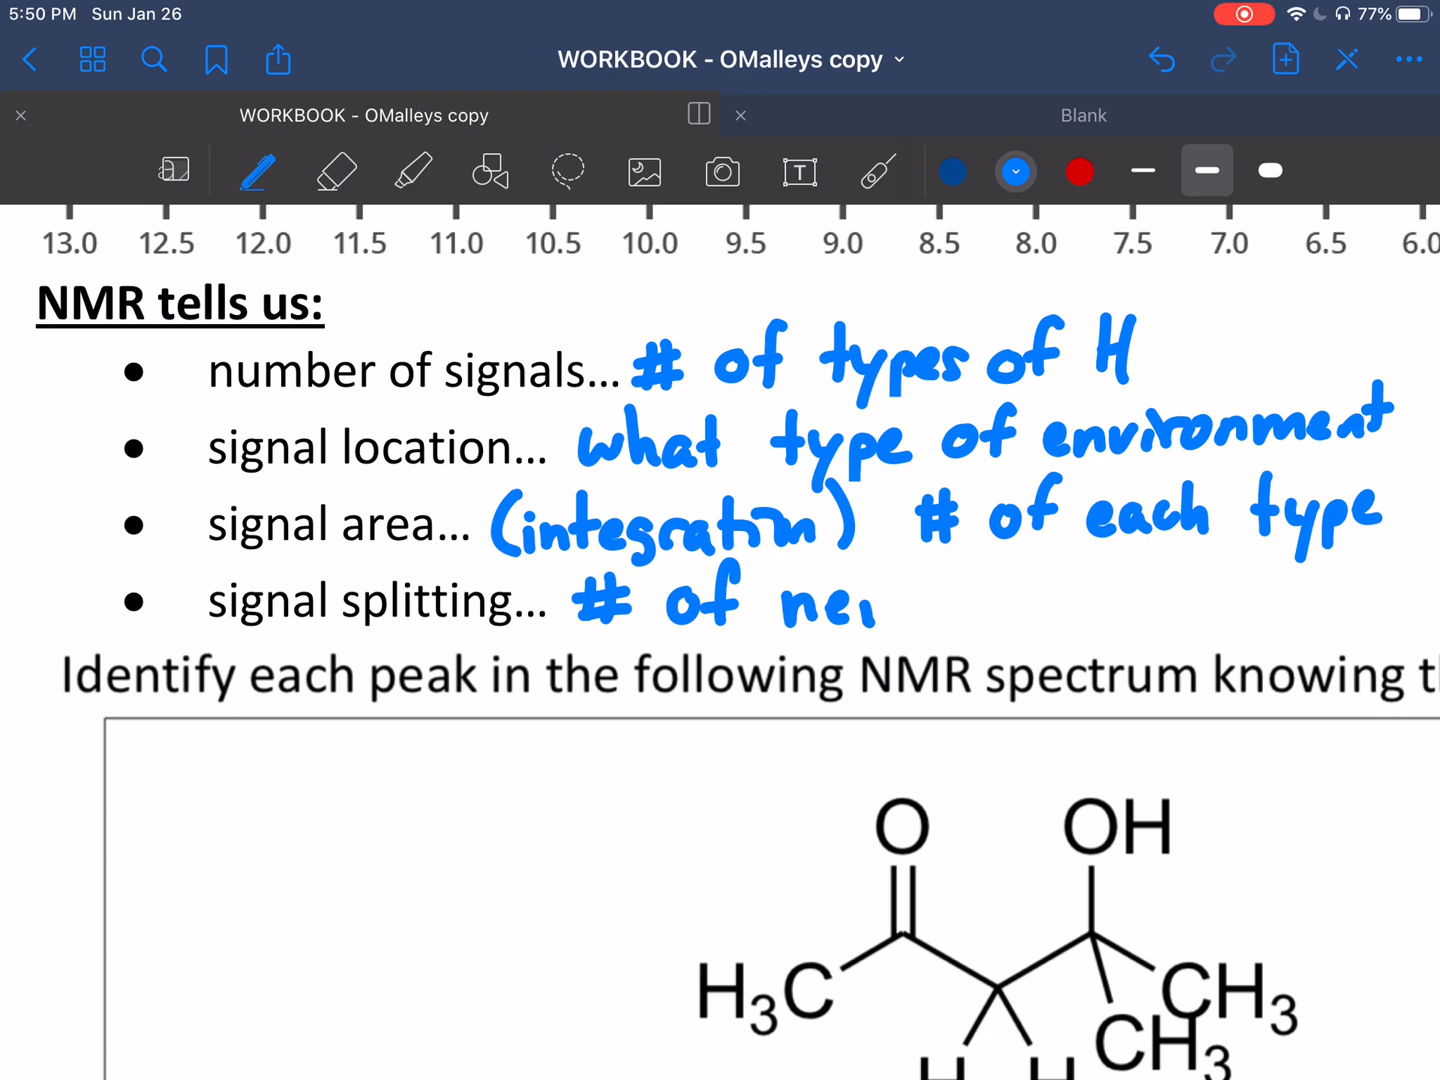 5:50 PM Sun Jan 26 77%
WORKBOOK - OMalleys copy
WORKBOOK - OMalleys copy Blank
T
13.0 12.5 12.0 11.5 11.0 10.5 10.0 9.5 9.0 8.5 8.0 7.5 7.0 6.5 6.0
NMR tells us:
• number of signals... # of types of H
• signal location... what type of environment
• signal area... (integration) # of each type
• signal splitting... # of nei
Identify each peak in the following NMR spectrum knowing t
O OH
H3C CH3
CH3
H H